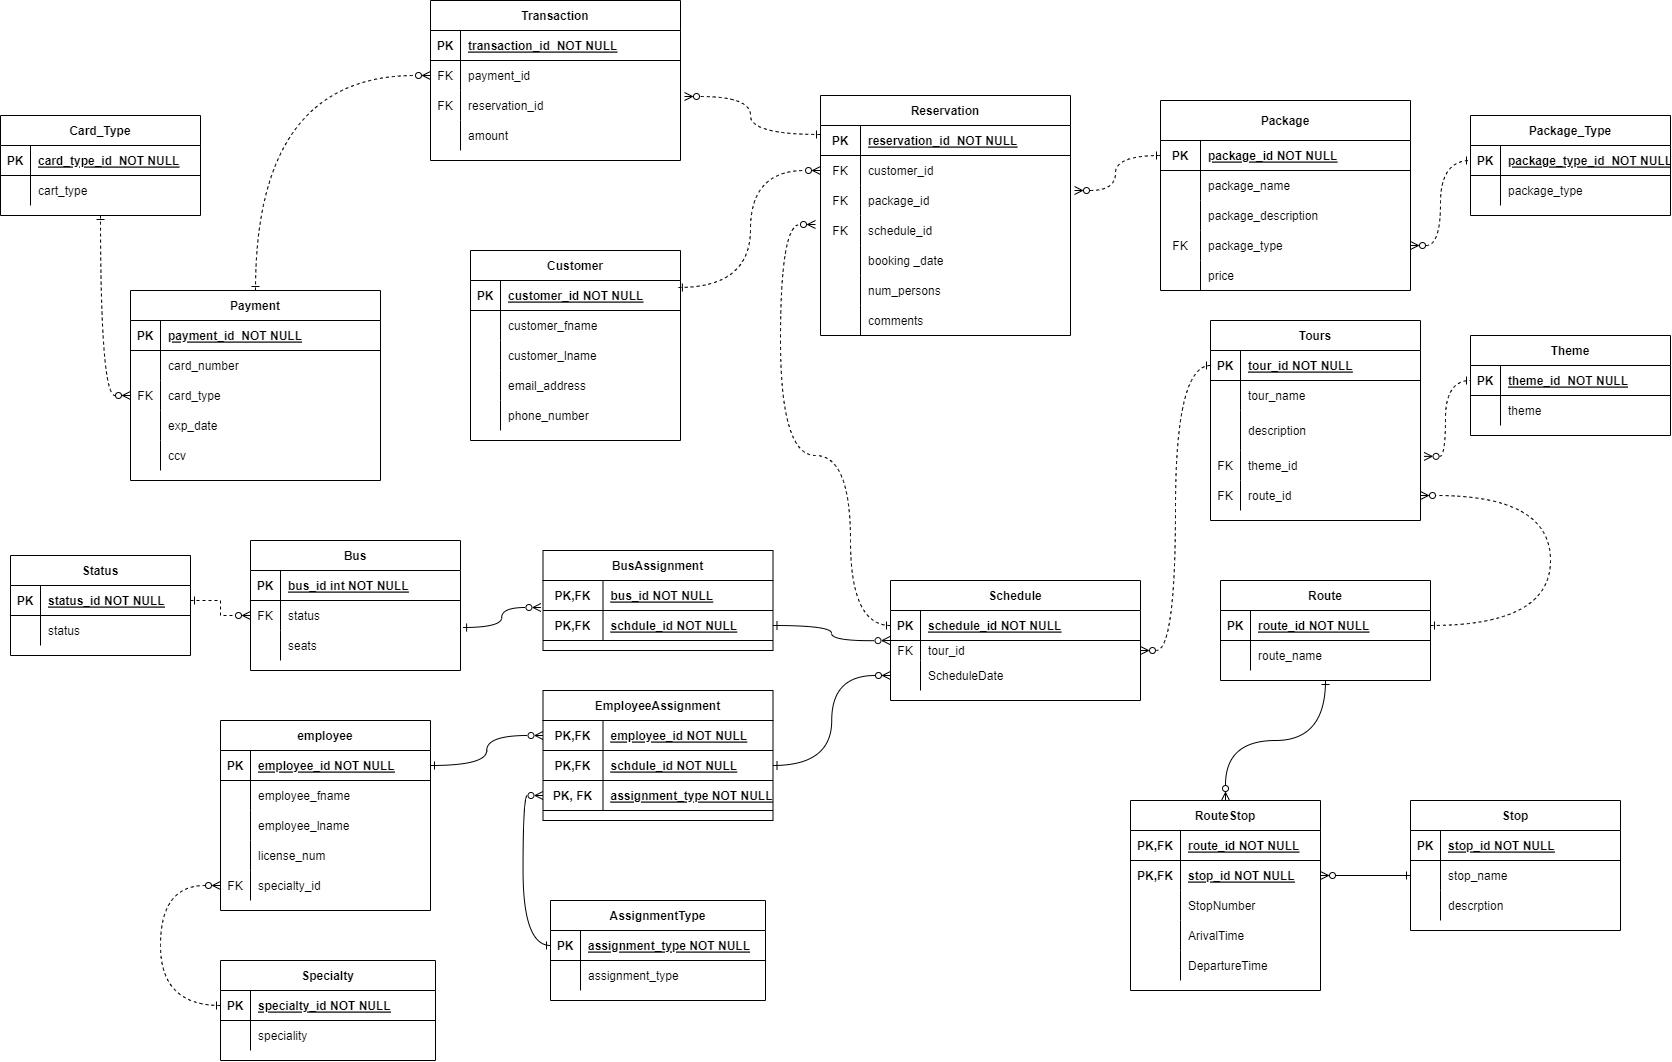 Transaction
PK transaction_id NOT NULL
FK payment_id
FK reservation_id
amount
Card_Type
PK card_type_id NOT NULL
cart_type
Payment
PK payment_id NOT NULL
card_number
FK card_type
exp_date
ccv
Customer
PK customer_id NOT NULL
customer_fname
customer_lname
email_address
phone_number
Reservation
PK reservation_id NOT NULL
FK customer_id
FK package_id
FK schedule_id
booking _date
num_persons
comments
Package
PK package_id NOT NULL
package_name
package_description
FK package_type
price
Package_Type
PK package_type_id NOT NULL
package_type
Tours
PK tour_id NOT NULL
tour_name
description
FK theme_id
FK route_id
Theme
PK theme_id NOT NULL
theme
Status
PK status_id NOT NULL
status
Bus
PK bus_id int NOT NULL
FK status
seats
BusAssignment
PK,FK bus_id NOT NULL
PK,FK schdule_id NOT NULL
Schedule
PK schedule_id NOT NULL
FK tour_id
ScheduleDate
Route
PK route_id NOT NULL
route_name
employee
PK employee_id NOT NULL
employee_fname
employee_lname
license_num
FK specialty_id
EmployeeAssignment
PK,FK employee_id NOT NULL
PK,FK schdule_id NOT NULL
PK, FK assignment_type NOT NULL
RouteStop
PK,FK route_id NOT NULL
PK,FK stop_id NOT NULL
StopNumber
ArivalTime
DepartureTime
Stop
PK stop_id NOT NULL
stop_name
descrption
AssignmentType
PK assignment_type NOT NULL
assignment_type
Specialty
PK specialty_id NOT NULL
speciality